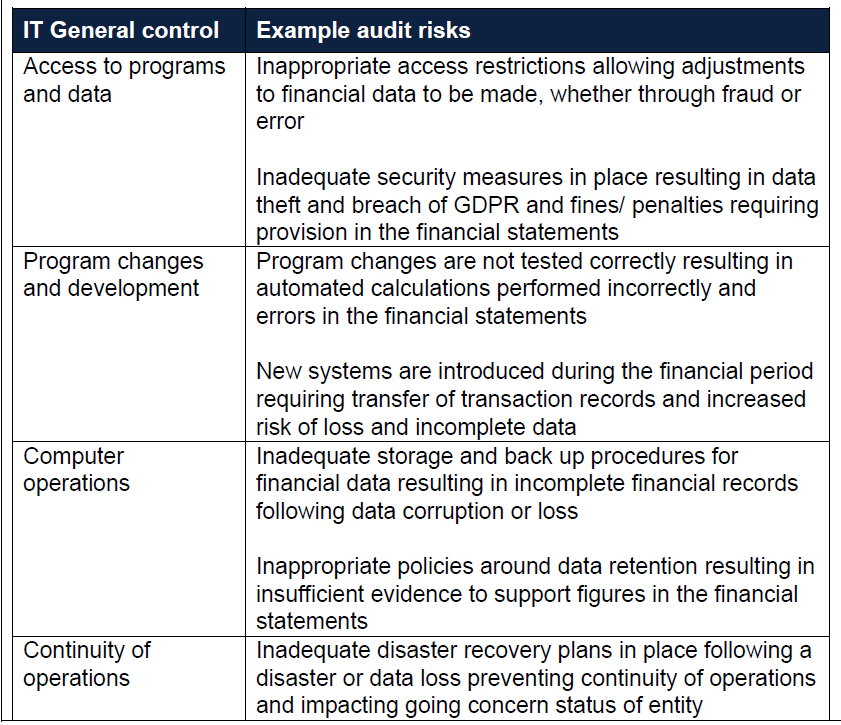 IT General control
Example audit risks
Access to programs
and data
Inappropriate access restrictions allowing adjustments
to financial data to be made, whether through fraud or
error
Inadequate security measures in place resulting in data
theft and breach of GDPR and fines/ penalties requiring
provision in the financial statements
Program changes
and development
Program changes are not tested correctly resulting in
automated calculations performed incorrectly and
errors in the financial statements
New systems are introduced during the financial period
requiring transfer of transaction records and increased
risk of loss and incomplete data
Computer
operations
Inadequate storage and back up procedures for
financial data resulting in incomplete financial records
following data corruption or loss
Inappropriate policies around data retention resulting in
insufficient evidence to support figures in the financial
statements
Continuity of
operations
Inadequate disaster recovery plans in place following a
disaster or data loss preventing continuity of operations
and impacting going concern status of entity